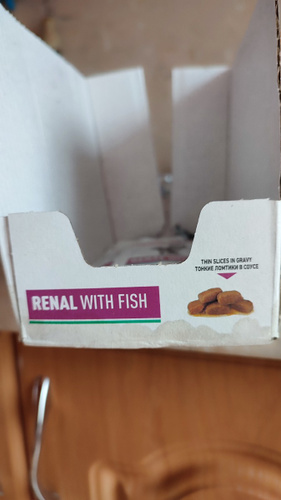 THIN SLICES IN GRAVY
ТОНКИЕ ЛОМТИКИ В СОУСЕ
RENAL WITH FISH